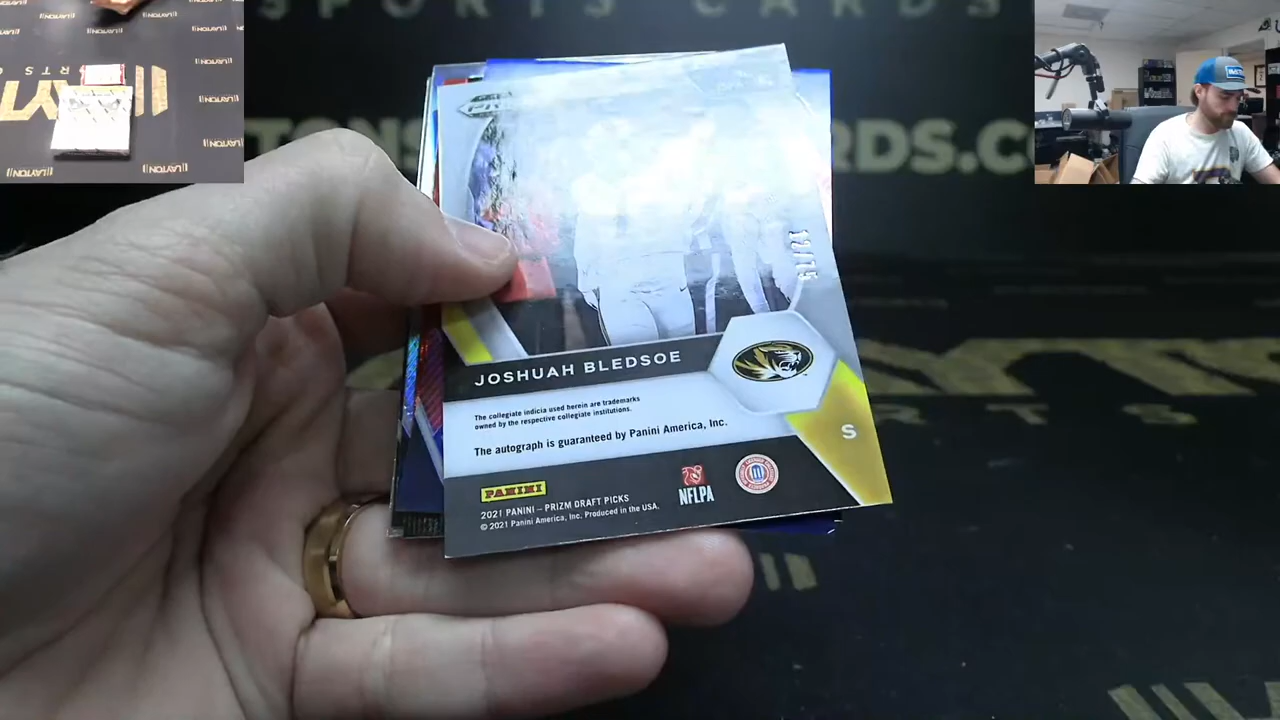 SPORTS CARDS
RDS.C
12/75
JOSHUAH BLEDSOE
The collegiate indicia used herein are trademarks
owned by the respective collegiate institutions.
The autograph is guaranteed by Panini America, Inc.
S
PANINI
NFLPA
2021 PANINI – PRIZM DRAFT PICKS
© 2021 Panini America, Inc. Produced in the USA.